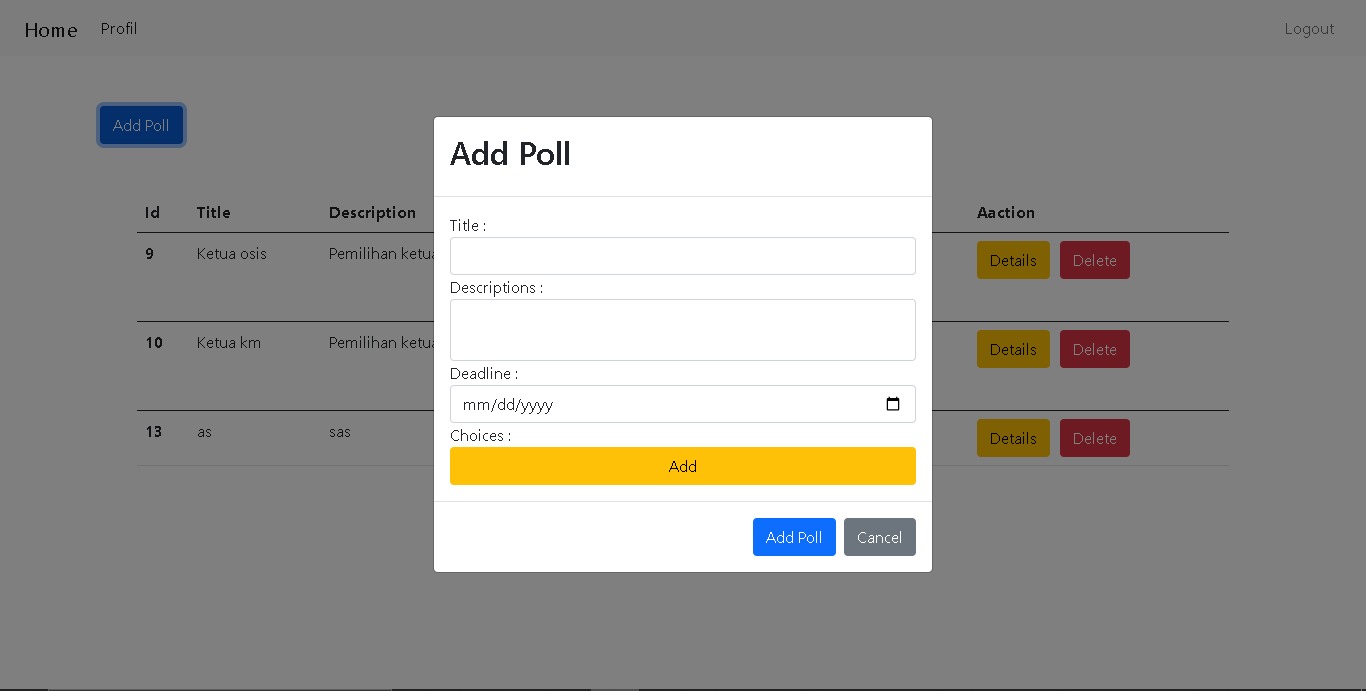 Home Profil Logout
Add Poll
Id Title Description Aaction
9 Ketua osis Pemilihan Details Delete
10 Ketua km Pemilihan Details Delete
13 as sas Details Delete
Add Poll
Title :
Descriptions :
Deadline :
mm/dd/yyyy
Choices :
Add
Add Poll Cancel